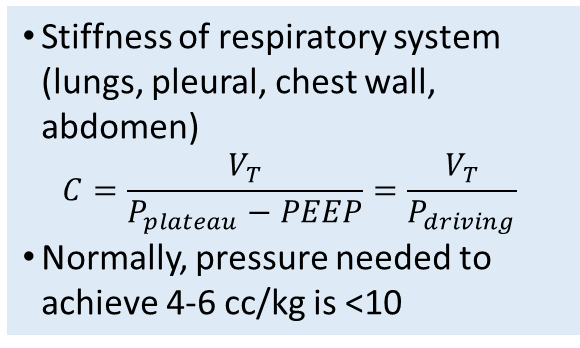 • Stiffness of respiratory system
(lungs, pleural, chest wall,
abdomen)
C = V_T / (P_plateau − PEEP) = V_T / P_driving
• Normally, pressure needed to
achieve 4-6 cc/kg is <10